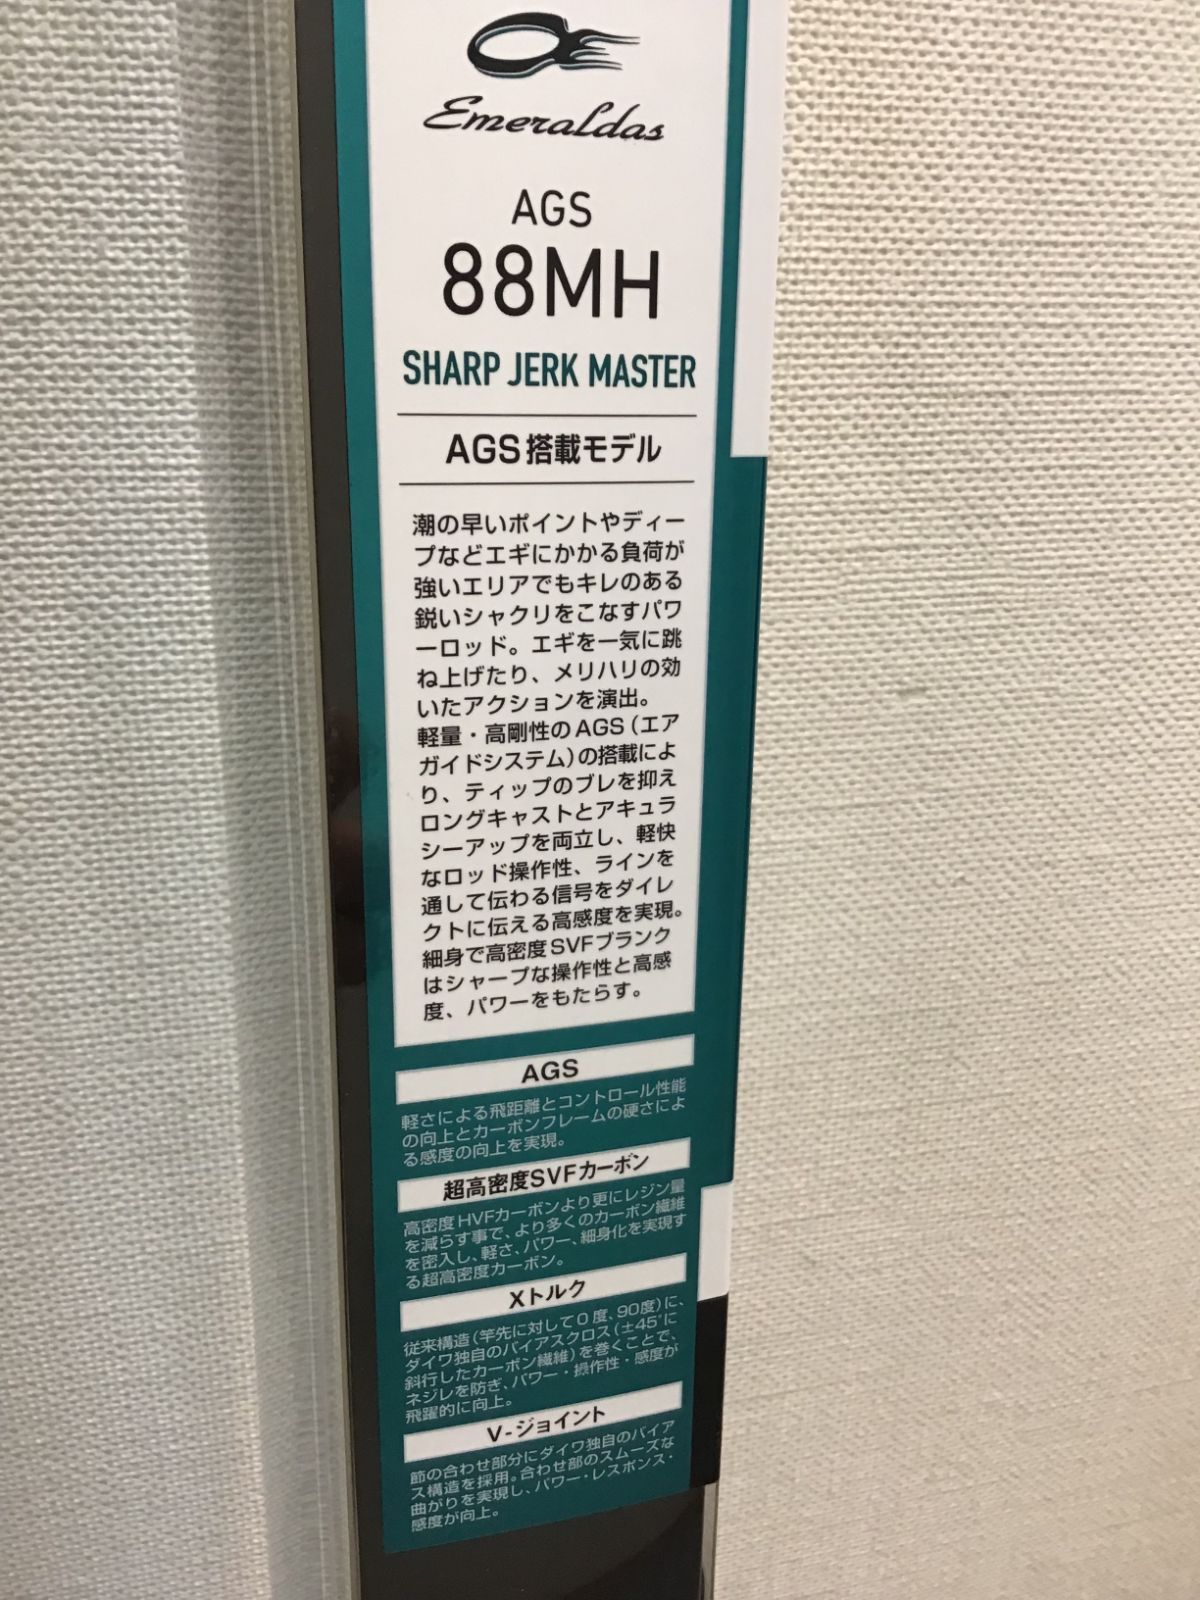 Emeraldas
AGS
88MH
SHARP JERK MASTER
AGS搭載モデル
潮の早いポイントやディー
プなどエギにかかる負荷が
強いエリアでもキレのある
鋭いシャクリをこなすパワ
ーロッド。エギを一気に跳
ね上げたり、メリハリの効
いたアクションを演出。
軽量・高剛性のAGS（エア
ガイドシステム）の搭載によ
り、ティップのブレを抑え
ロングキャストとアキュラ
シーアップを両立し、軽快
なロッド操作性、ラインを
通して伝わる信号をダイレ
クトに伝える高感度を実現。
細身で高密度SVFブランク
はシャープな操作性と高感
度、パワーをもたらす。
AGS
軽さによる飛距離とコントロール性能
の向上とカーボンフレームの硬さによ
る感度の向上を実現。
超高密度SVFカーボン
高密度HVFカーボンより更にレジン量
を減らす事で、より多くのカーボン繊維
を密入し、軽さ、パワー、細身化を実現す
る超高密度カーボン。
Xトルク
従来構造（竿先に対して0度、90度）に、
ダイワ独自のバイアスクロス（±45°に
斜行したカーボン繊維）を巻くことで、
ネジレを防ぎ、パワー・操作性・感度が
飛躍的に向上。
V-ジョイント
節の合わせ部分にダイワ独自のバイア
ス構造を採用。合わせ部のスムーズな
曲がりを実現し、パワー・レスポンス・
感度が向上。